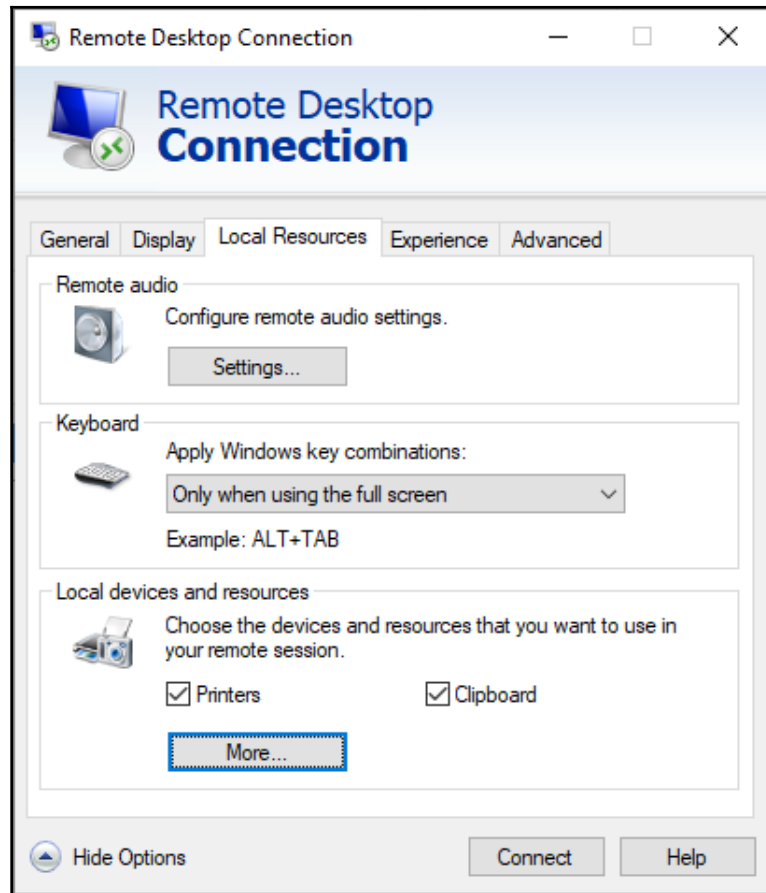 Remote Desktop Connection
Remote Desktop
Connection
General Display Local Resources Experience Advanced
Remote audio
Configure remote audio settings.
Settings...
Keyboard
Apply Windows key combinations:
Only when using the full screen
Example: ALT+TAB
Local devices and resources
Choose the devices and resources that you want to use in
your remote session.
Printers Clipboard
More...
Hide Options Connect Help